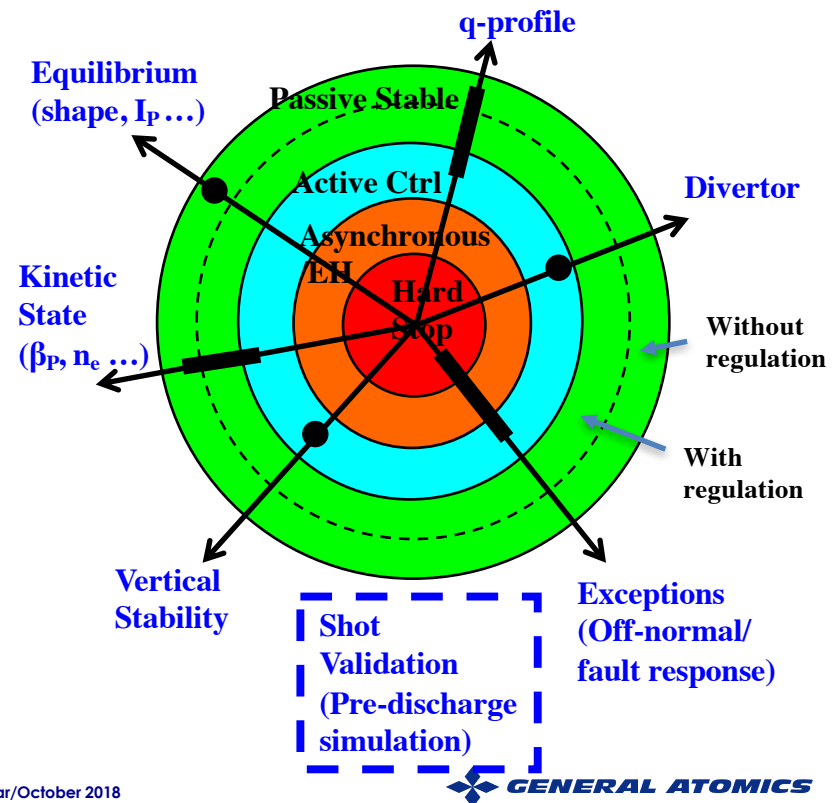 q-profile
Equilibrium
(shape, IP …)
Passive Stable
Active Ctrl
Divertor
Asynchronous
EH
Hard
Stop
Kinetic
State
(βP, ne …)
Without
regulation
With
regulation
Vertical
Stability
Exceptions
(Off-normal/
fault response)
Shot
Validation
(Pre-discharge
simulation)
ar/October 2018
GENERAL ATOMICS